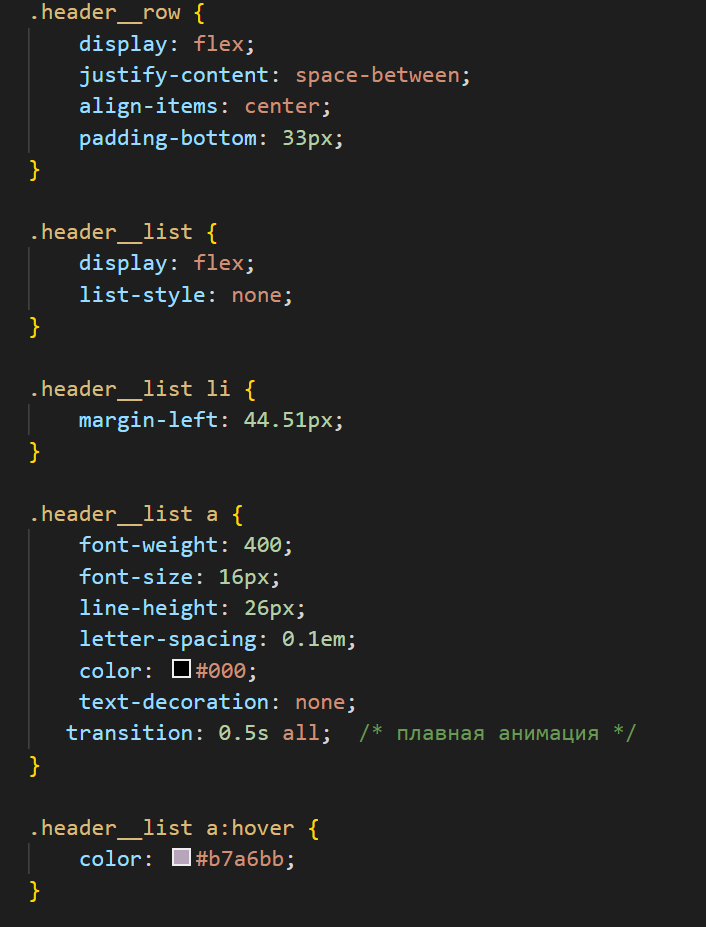 .header__row {
    display: flex;
    justify-content: space-between;
    align-items: center;
    padding-bottom: 33px;
}

.header__list {
    display: flex;
    list-style: none;
}

.header__list li {
    margin-left: 44.51px;
}

.header__list a {
    font-weight: 400;
    font-size: 16px;
    line-height: 26px;
    letter-spacing: 0.1em;
    color: #000;
    text-decoration: none;
   transition: 0.5s all;  /* плавная анимация */
}

.header__list a:hover {
    color: #b7a6bb;
}